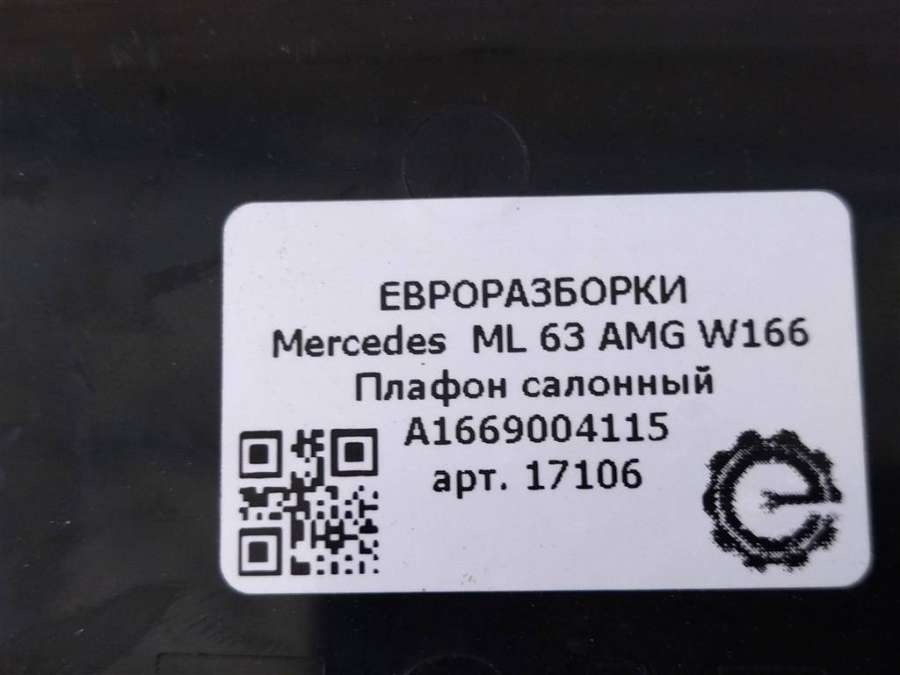 ЕВРОРАЗБОРКИ
Mercedes ML 63 AMG W166
Плафон салонный
A1669004115
арт. 17106